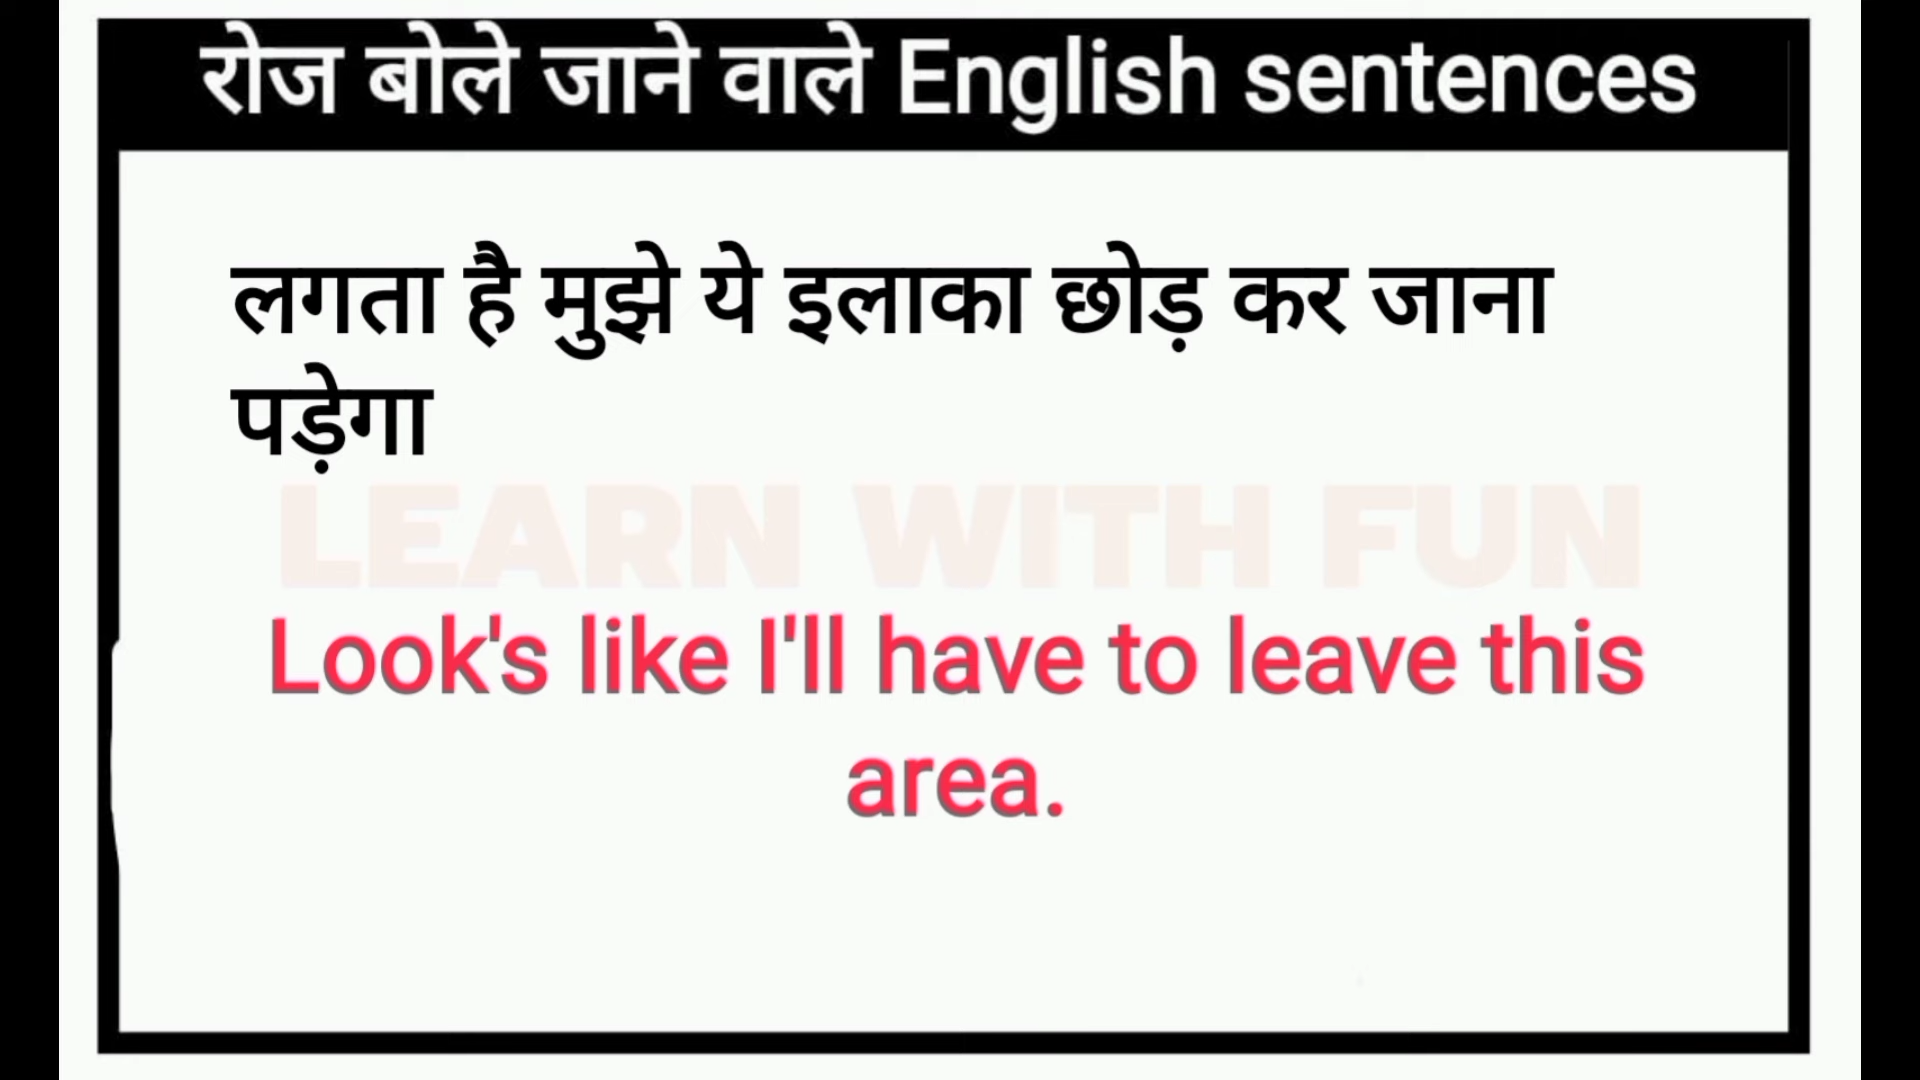 रोज बोले जाने वाले English sentences
लगता है मुझे ये इलाका छोड़ कर जाना
पड़ेगा
LEARN WITH FUN
Look's like I'll have to leave this
area.